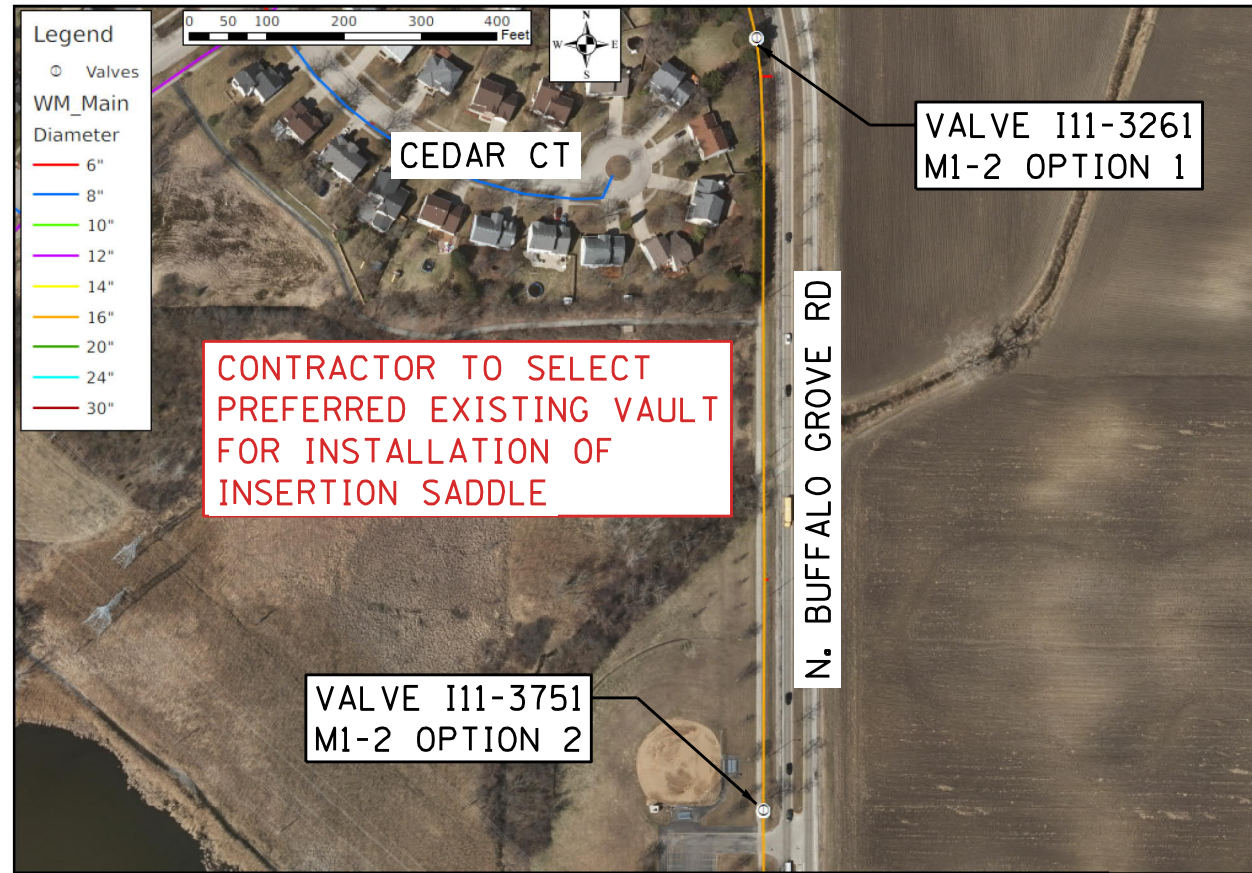 Legend
Valves
WM_Main
Diameter
6"
8"
10"
12"
14"
16"
20"
24"
30"
0 50 100 200 300 400
Feet
N
W E
S
CEDAR CT
VALVE I11-3261
M1-2 OPTION 1
N. BUFFALO GROVE RD
CONTRACTOR TO SELECT
PREFERRED EXISTING VAULT
FOR INSTALLATION OF
INSERTION SADDLE
VALVE I11-3751
M1-2 OPTION 2